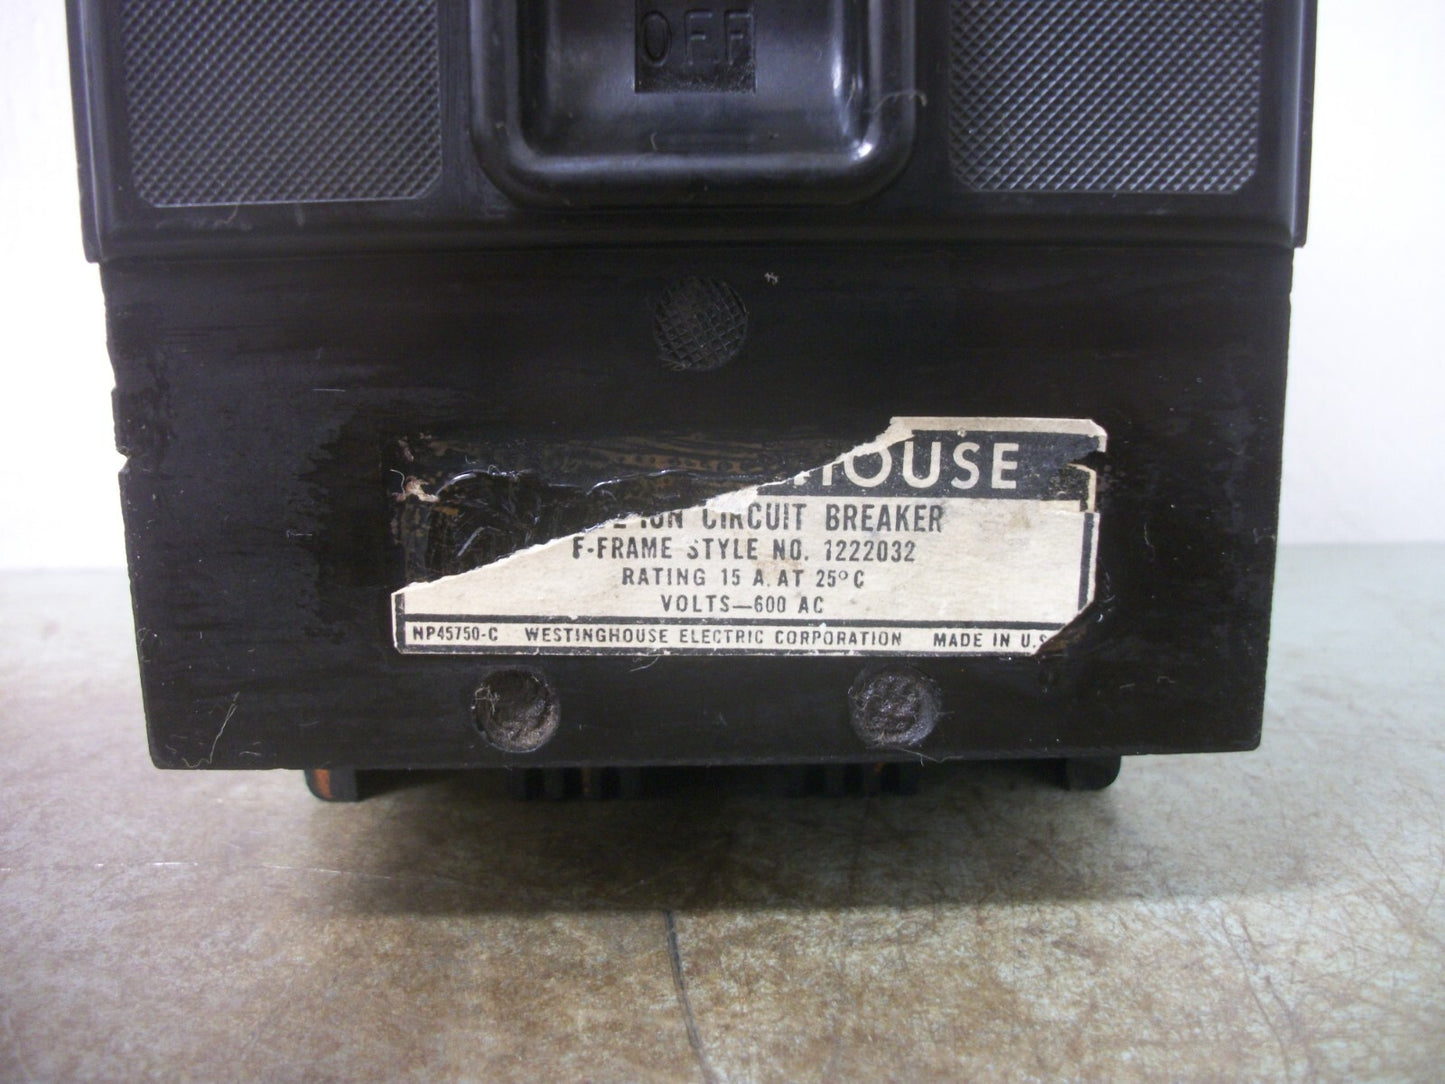 OFF
HOUSE
CIRCUIT BREAKER
F-FRAME STYLE NO. 1222032
RATING 15 A. AT 25° C
VOLTS—600 AC
NP45750-C WESTINGHOUSE ELECTRIC CORPORATION MADE IN U.S